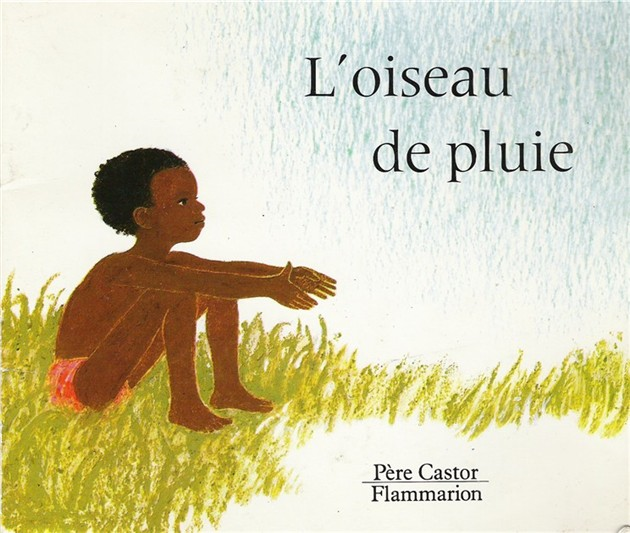 L'oiseau
de pluie
Père Castor
Flammarion